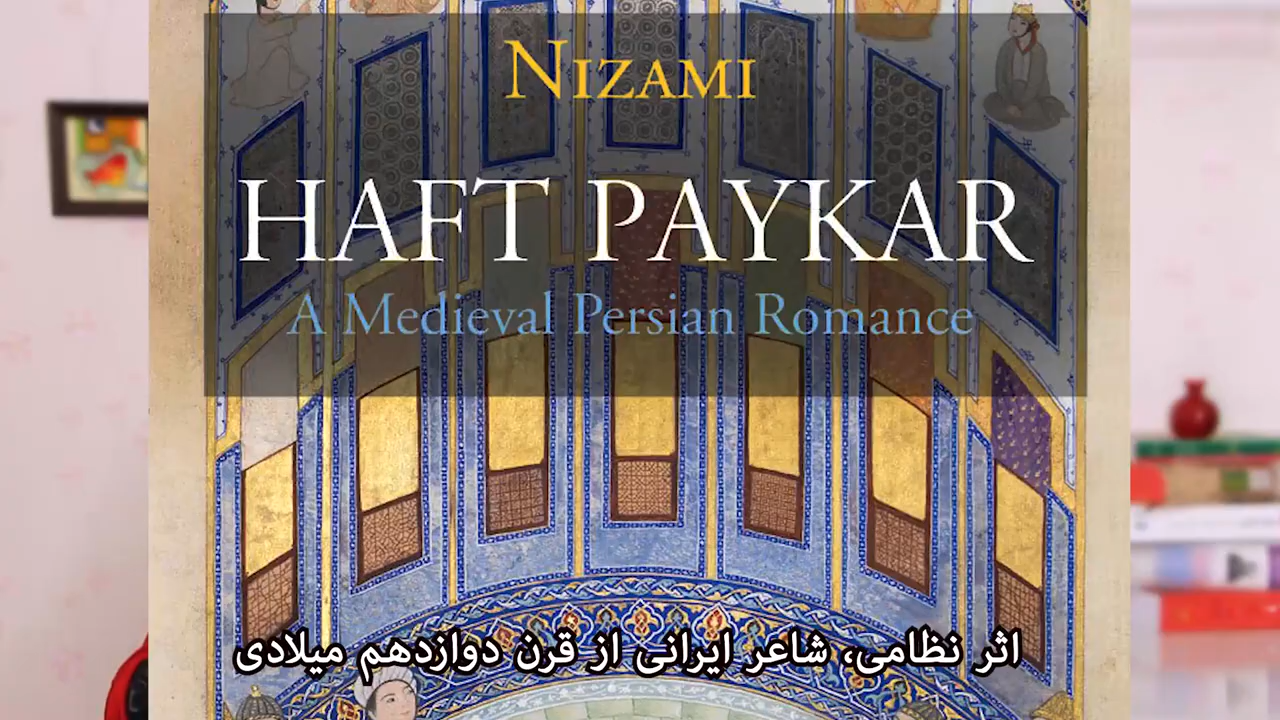 NIZAMI
HAFT PAYKAR
A Medieval Persian Romance
اثر نظامی، شاعر ایرانی از قرن دوازدهم میلادی